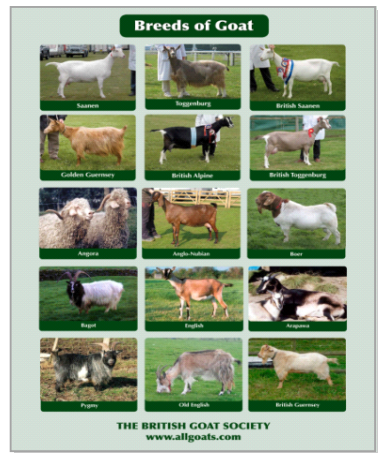 Breeds of Goat
Saanen
Toggenburg
British Saanen
Golden Guernsey
British Alpine
British Toggenburg
Angora
Anglo-Nubian
Boer
Bagot
English
Arapawa
Pygmy
Old English
British Guernsey
THE BRITISH GOAT SOCIETY
www.allgoats.com